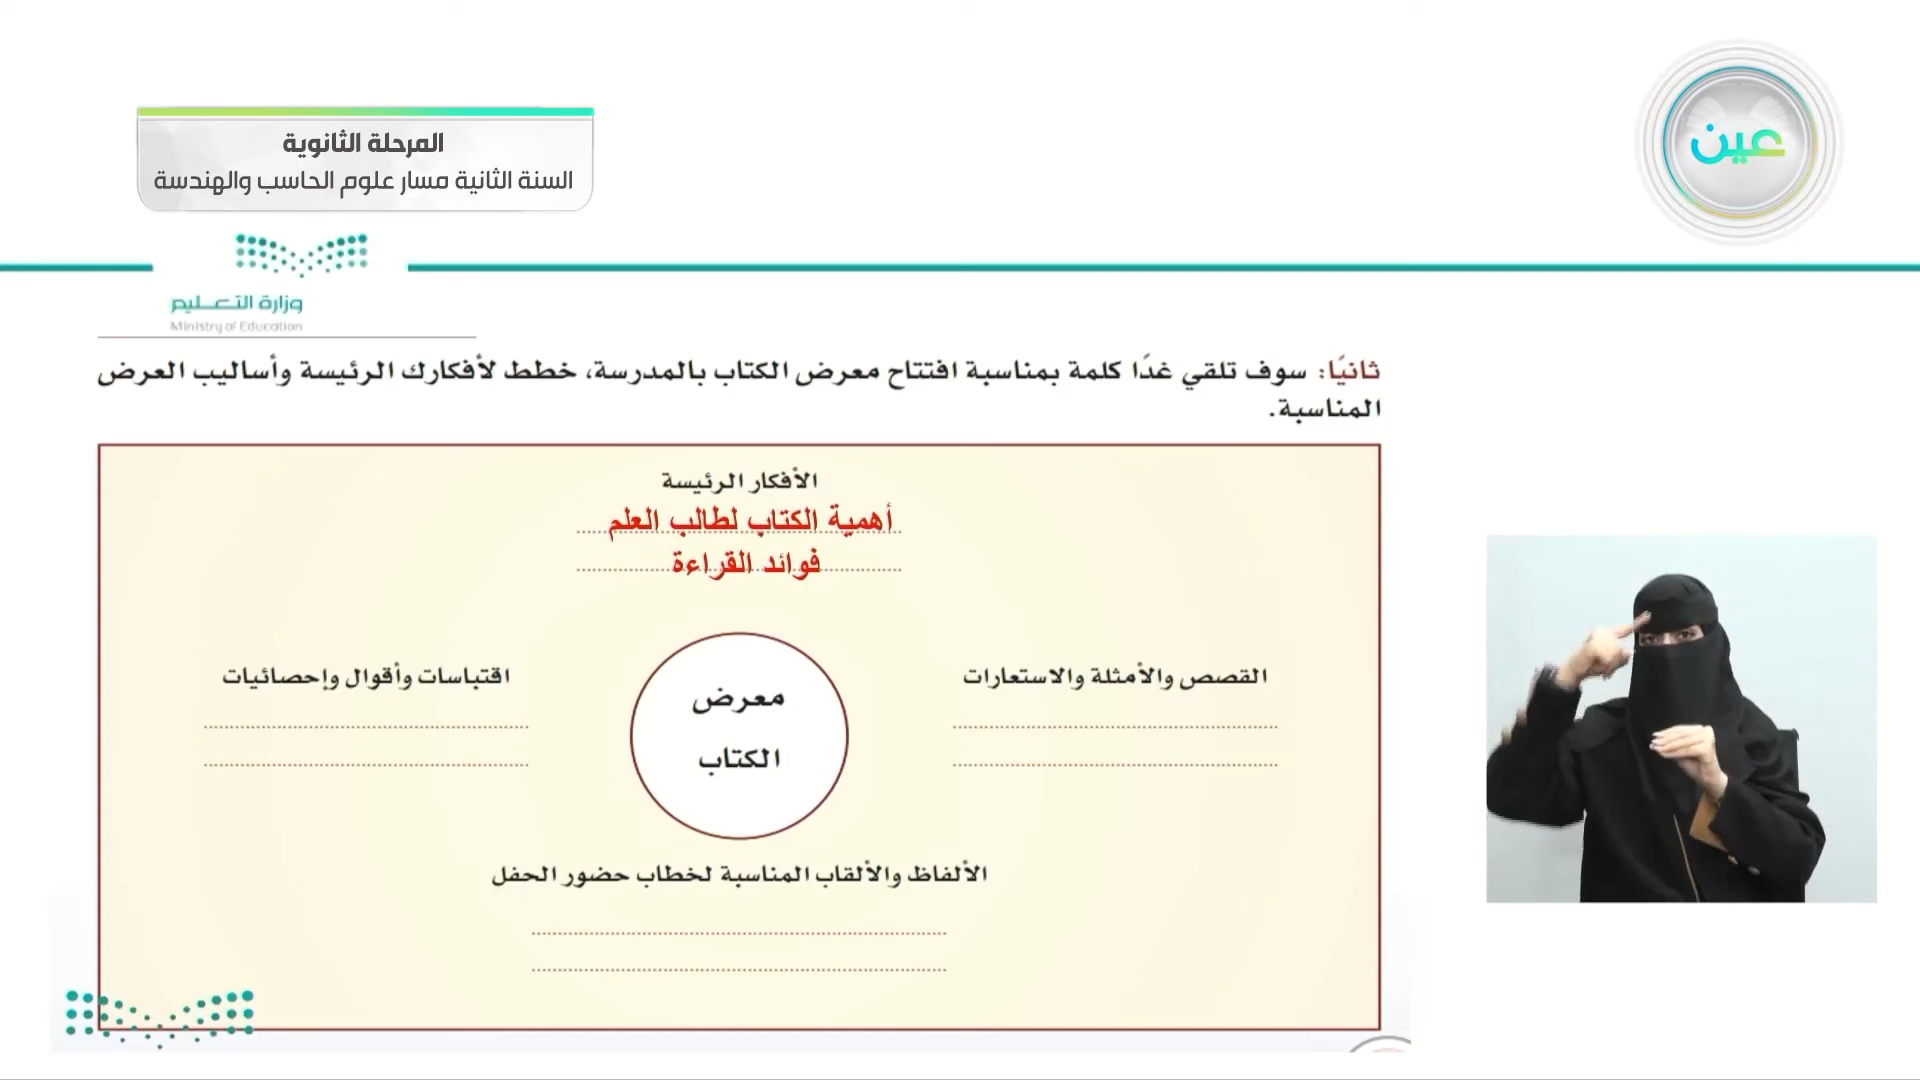 المرحلة الثانوية
السنة الثانية مسار علوم الحاسب والهندسة
عين
وزارة التعليم
Ministry of Education
ثانيًا: سوف تلقي غدًا كلمة بمناسبة افتتاح معرض الكتاب بالمدرسة، خطط لأفكارك الرئيسة وأساليب العرض
المناسبة.
الأفكار الرئيسة
أهمية الكتاب لطالب العلم
فوائد القراءة
القصص والأمثلة والاستعارات
معرض
الكتاب
اقتباسات وأقوال وإحصائيات
الألفاظ والألقاب المناسبة لخطاب حضور الحفل